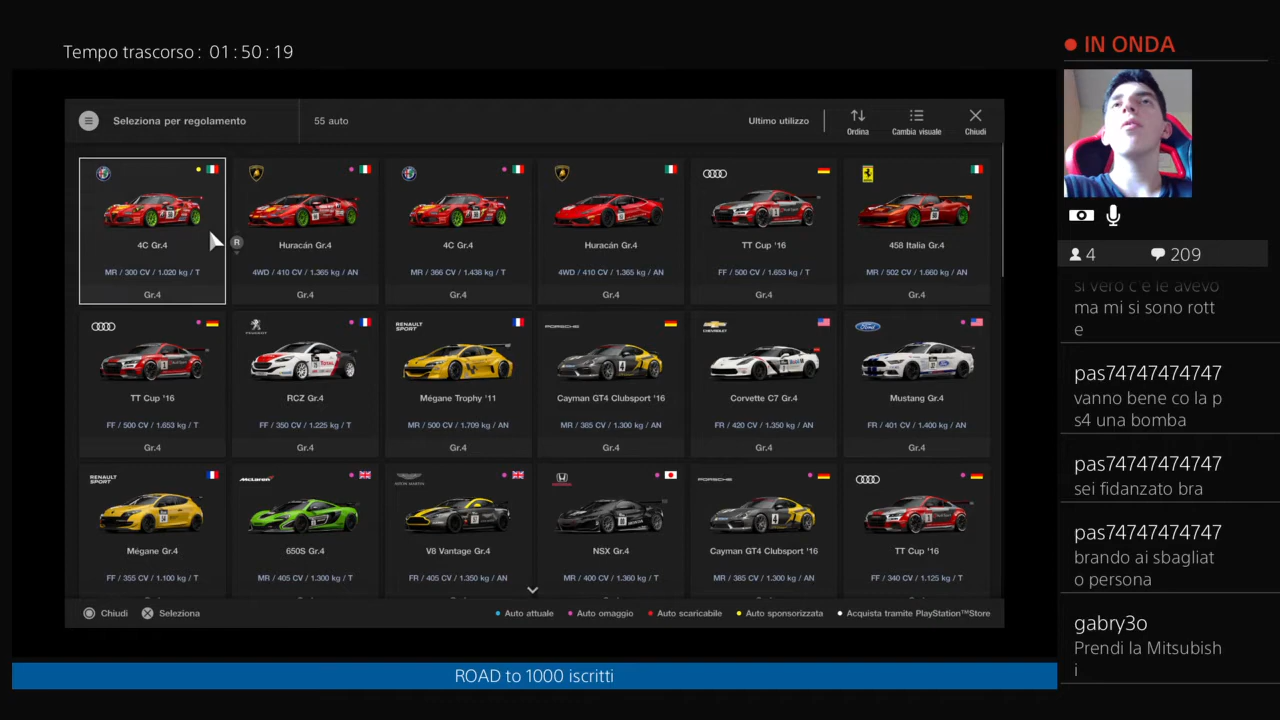 Tempo trascorso: 01:50:19
IN ONDA
Seleziona per regolamento
55 auto
Ultimo utilizzo
Ordina
Cambia visuale
Chiudi
4C Gr.4
MR / 300 CV / 1.020 kg / T
Gr.4
R
Huracán Gr.4
4WD / 410 CV / 1.365 kg / AN
Gr.4
4C Gr.4
MR / 366 CV / 1.436 kg / T
Gr.4
Huracán Gr.4
4WD / 410 CV / 1.365 kg / AN
Gr.4
TT Cup '16
FF / 500 CV / 1.653 kg / T
Gr.4
458 Italia Gr.4
MR / 502 CV / 1.660 kg / AN
Gr.4
TT Cup '16
FF / 500 CV / 1.653 kg / T
Gr.4
PEUGEOT
RCZ Gr.4
FF / 350 CV / 1.225 kg / T
Gr.4
RENAULT
SPORT
Mégane Trophy '11
MR / 500 CV / 1.709 kg / AN
Gr.4
PORSCHE
Cayman GT4 Clubsport '16
MR / 385 CV / 1.300 kg / AN
Gr.4
CHEVROLET
Corvette C7 Gr.4
FR / 420 CV / 1.350 kg / AN
Gr.4
Ford
Mustang Gr.4
FR / 401 CV / 1.400 kg / AN
Gr.4
RENAULT
SPORT
Mégane Gr.4
FF / 355 CV / 1.100 kg / T
McLaren
650S Gr.4
MR / 405 CV / 1.300 kg / T
ASTON MARTIN
V8 Vantage Gr.4
FR / 405 CV / 1.350 kg / AN
HONDA
NSX Gr.4
MR / 400 CV / 1.360 kg / T
PORSCHE
Cayman GT4 Clubsport '16
MR / 385 CV / 1.300 kg / AN
TT Cup '16
FF / 340 CV / 1.125 kg / T
Chiudi
Seleziona
Auto attuale
Auto omaggio
Auto scaricabile
Auto sponsorizzata
Acquista tramite PlayStation™Store
ROAD to 1000 iscritti
4
209
si vero c'e le avevo
ma mi si sono rott
e
pas74747474747
vanno bene co la p
s4 una bomba
pas74747474747
sei fidanzato bra
pas74747474747
brando ai sbagliat
o persona
gabry3o
Prendi la Mitsubish
i